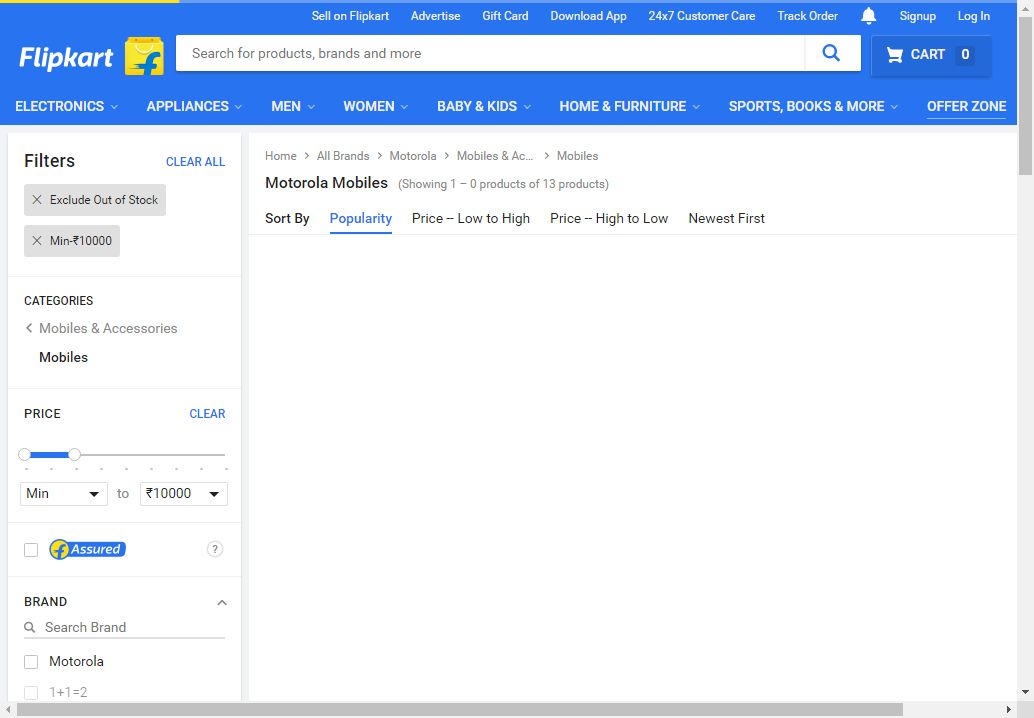 Sell on Flipkart Advertise Gift Card Download App 24x7 Customer Care Track Order Signup Log In
Flipkart Search for products, brands and more CART 0
ELECTRONICS APPLIANCES MEN WOMEN BABY & KIDS HOME & FURNITURE SPORTS, BOOKS & MORE OFFER ZONE
Filters CLEAR ALL
Exclude Out of Stock
Min-₹10000
CATEGORIES
Mobiles & Accessories
Mobiles
PRICE CLEAR
Min to ₹10000
f Assured ?
BRAND
Search Brand
Motorola
1+1=2
Home > All Brands > Motorola > Mobiles & Ac... > Mobiles
Motorola Mobiles (Showing 1 – 0 products of 13 products)
Sort By Popularity Price -- Low to High Price -- High to Low Newest First